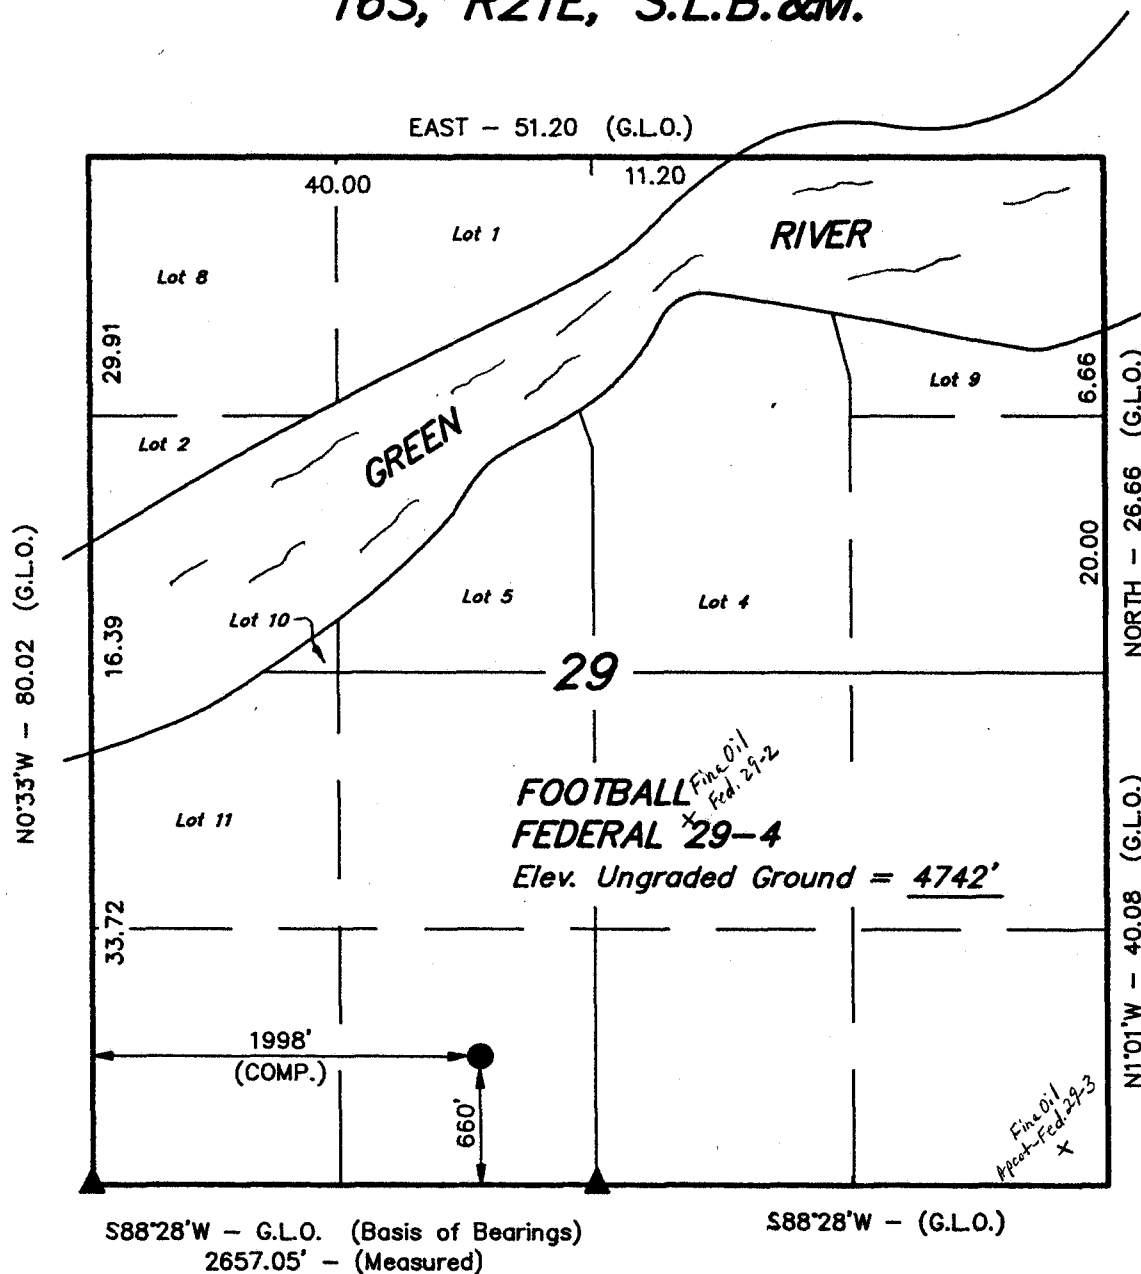 T6S, R21E, S.L.B.&M.
EAST – 51.20 (G.L.O.)
40.00
11.20
Lot 1
RIVER
Lot 8
29.91
6.66
Lot 9
Lot 2
GREEN
N0°33'W – 80.02 (G.L.O.)
NORTH – 26.66 (G.L.O.)
20.00
Lot 5
Lot 4
Lot 10
16.39
29
Fina Oil
Fed. 29-2
x
FOOTBALL
FEDERAL 29–4
Elev. Ungraded Ground = 4742'
Lot 11
33.72
N1°01'W – 40.08 (G.L.O.)
1998'
(COMP.)
660'
Fina Oil
Apcot-Fed. 29-3
x
S88°28'W – G.L.O. (Basis of Bearings)
2657.05' – (Measured)
S88°28'W – (G.L.O.)